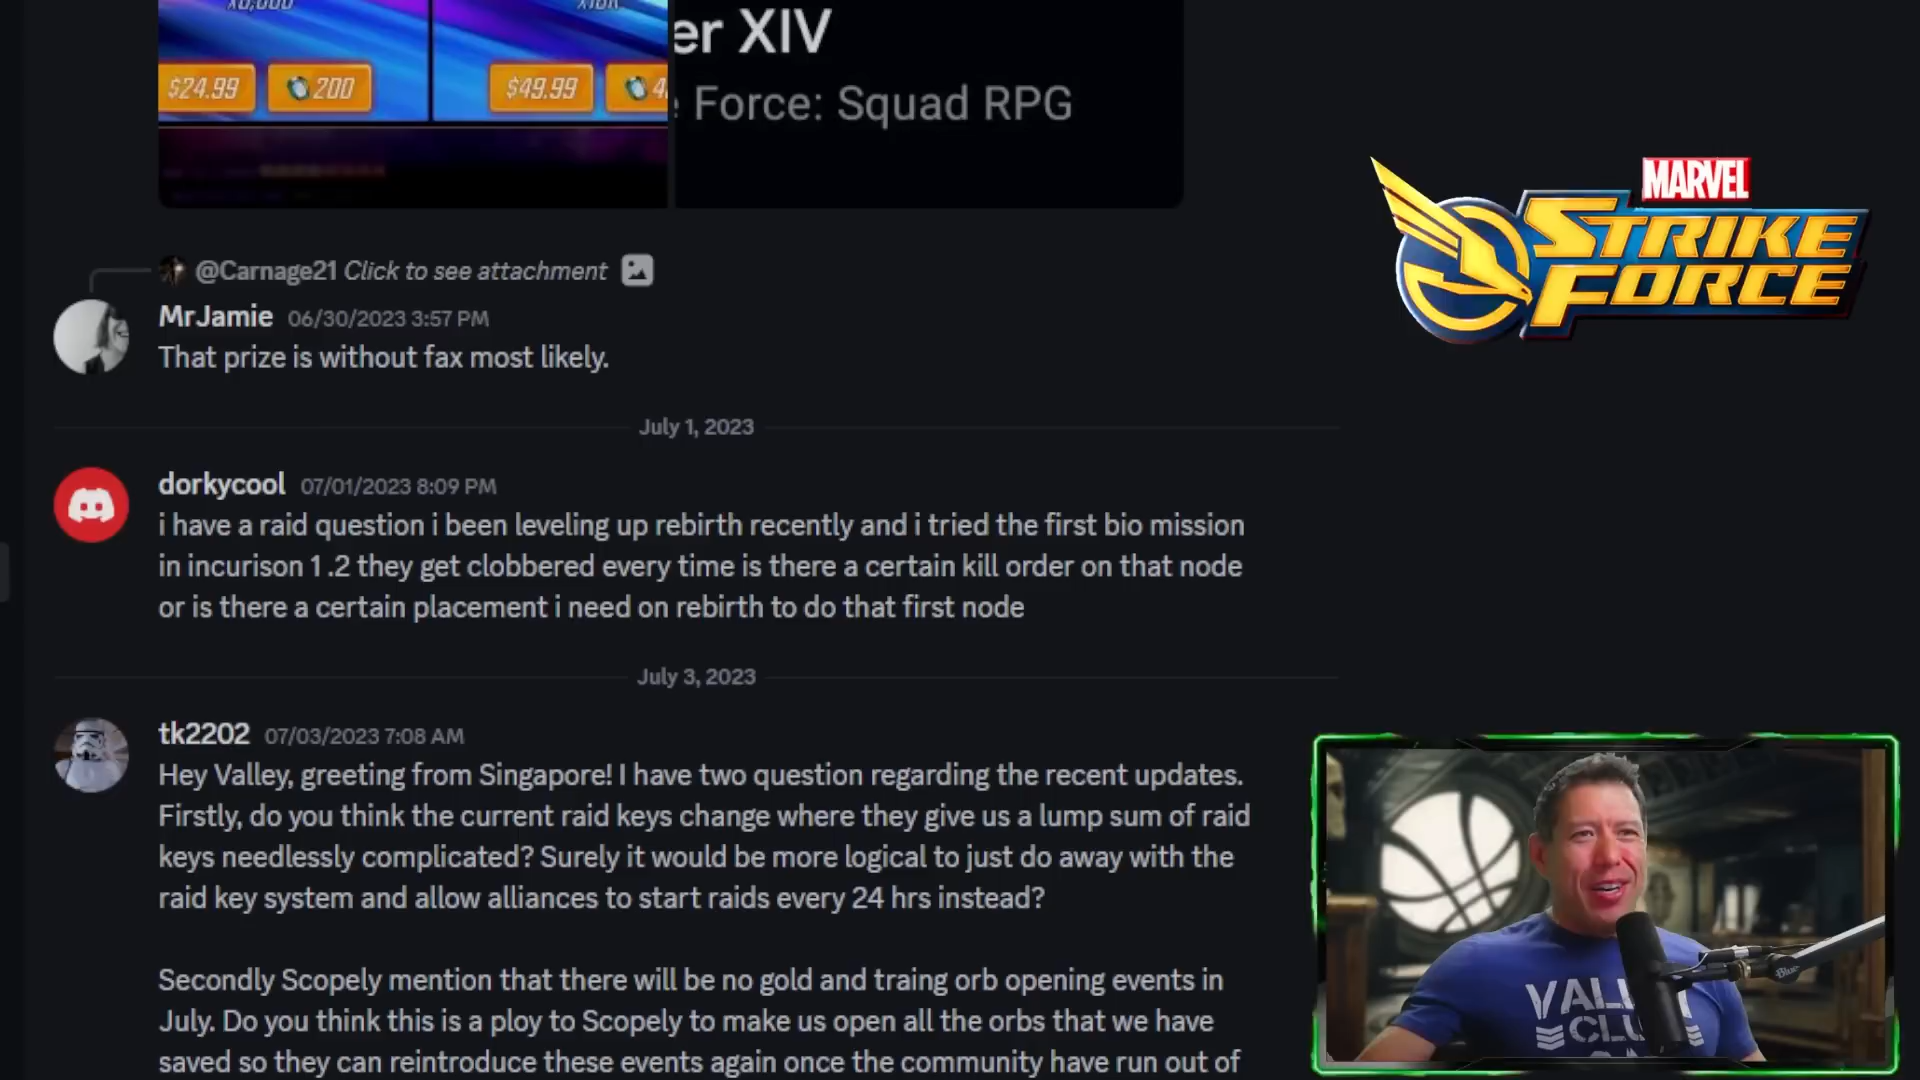 er XIV
$24.99 200 $49.99 4
Force: Squad RPG
MARVEL
STRIKE
FORCE
@Carnage21 Click to see attachment
MrJamie 06/30/2023 3:57 PM
That prize is without fax most likely.
July 1, 2023
dorkycool 07/01/2023 8:09 PM
i have a raid question i been leveling up rebirth recently and i tried the first bio mission
in incurison 1 .2 they get clobbered every time is there a certain kill order on that node
or is there a certain placement i need on rebirth to do that first node
July 3, 2023
tk2202 07/03/2023 7:08 AM
Hey Valley, greeting from Singapore! I have two question regarding the recent updates.
Firstly, do you think the current raid keys change where they give us a lump sum of raid
keys needlessly complicated? Surely it would be more logical to just do away with the
raid key system and allow alliances to start raids every 24 hrs instead?
Secondly Scopely mention that there will be no gold and traing orb opening events in
July. Do you think this is a ploy to Scopely to make us open all the orbs that we have
saved so they can reintroduce these events again once the community have run out of
VALL
CLU
Blue